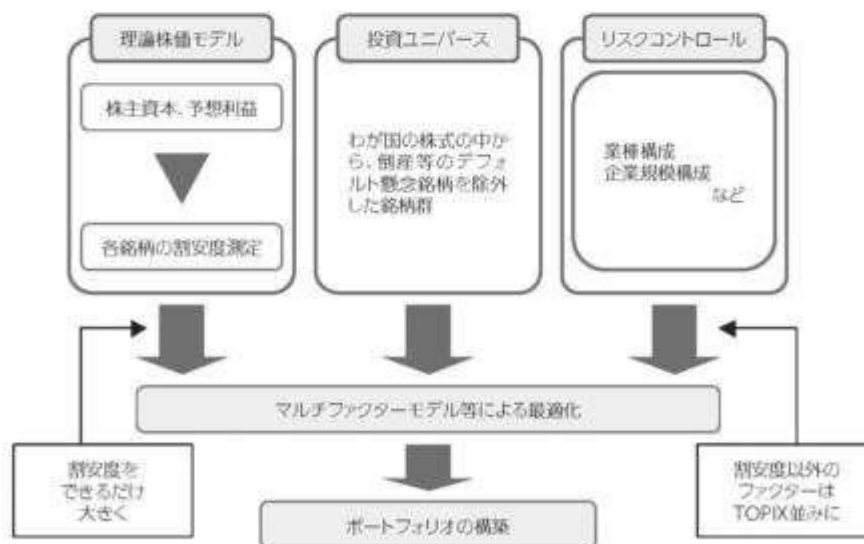 理論株価モデル
株主資本、予想利益
各銘柄の割安度測定
投資ユニバース
わが国の株式の中か
ら、倒産等のデフォ
ルト懸念銘柄を除外
した銘柄群
リスクコントロール
業種構成
企業規模構成
など
マルチファクターモデル等による最適化
割安度を
できるだけ
大きく
割安度以外の
ファクターは
TOPIX並みに
ポートフォリオの構築